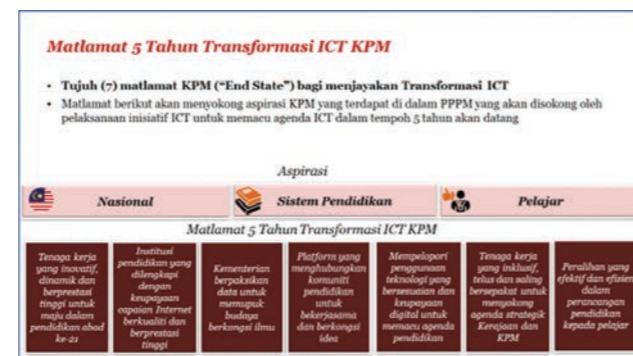 Matlamat 5 Tahun Transformasi ICT KPM
• Tujuh (7) matlamat KPM ("End State") bagi menjayakan Transformasi ICT
• Matlamat berikut akan menyokong aspirasi KPM yang terdapat di dalam PPPM yang akan disokong oleh
pelaksanaan inisiatif ICT untuk memacu agenda ICT dalam tempoh 5 tahun akan datang
Aspirasi
Nasional
Sistem Pendidikan
Pelajar
Matlamat 5 Tahun Transformasi ICT KPM
Tenaga kerja
yang inovatif,
dinamik dan
berprestasi
tinggi untuk
maju dalam
pendidikan abad
ke-21
Institusi
pendidikan yang
dilengkapi
dengan
keupayaan
capaian Internet
berkualiti dan
berprestasi
tinggi
Kementerian
berpaksikan
data untuk
memupuk
budaya
berkongsi ilmu
Platform yang
menghubungkan
komuniti
pendidikan
untuk
bekerjasama
dan berkongsi
idea
Mempelopori
penggunaan
teknologi yang
bersesuaian dan
keupayaan
digital untuk
memacu agenda
pendidikan
Tenaga kerja
yang inklusif,
telus dan saling
bersepakat untuk
menyokong
agenda strategik
Kerajaan dan
KPM
Peralihan yang
efektif dan efisien
dalam
perancangan
pendidikan
kepada pelajar